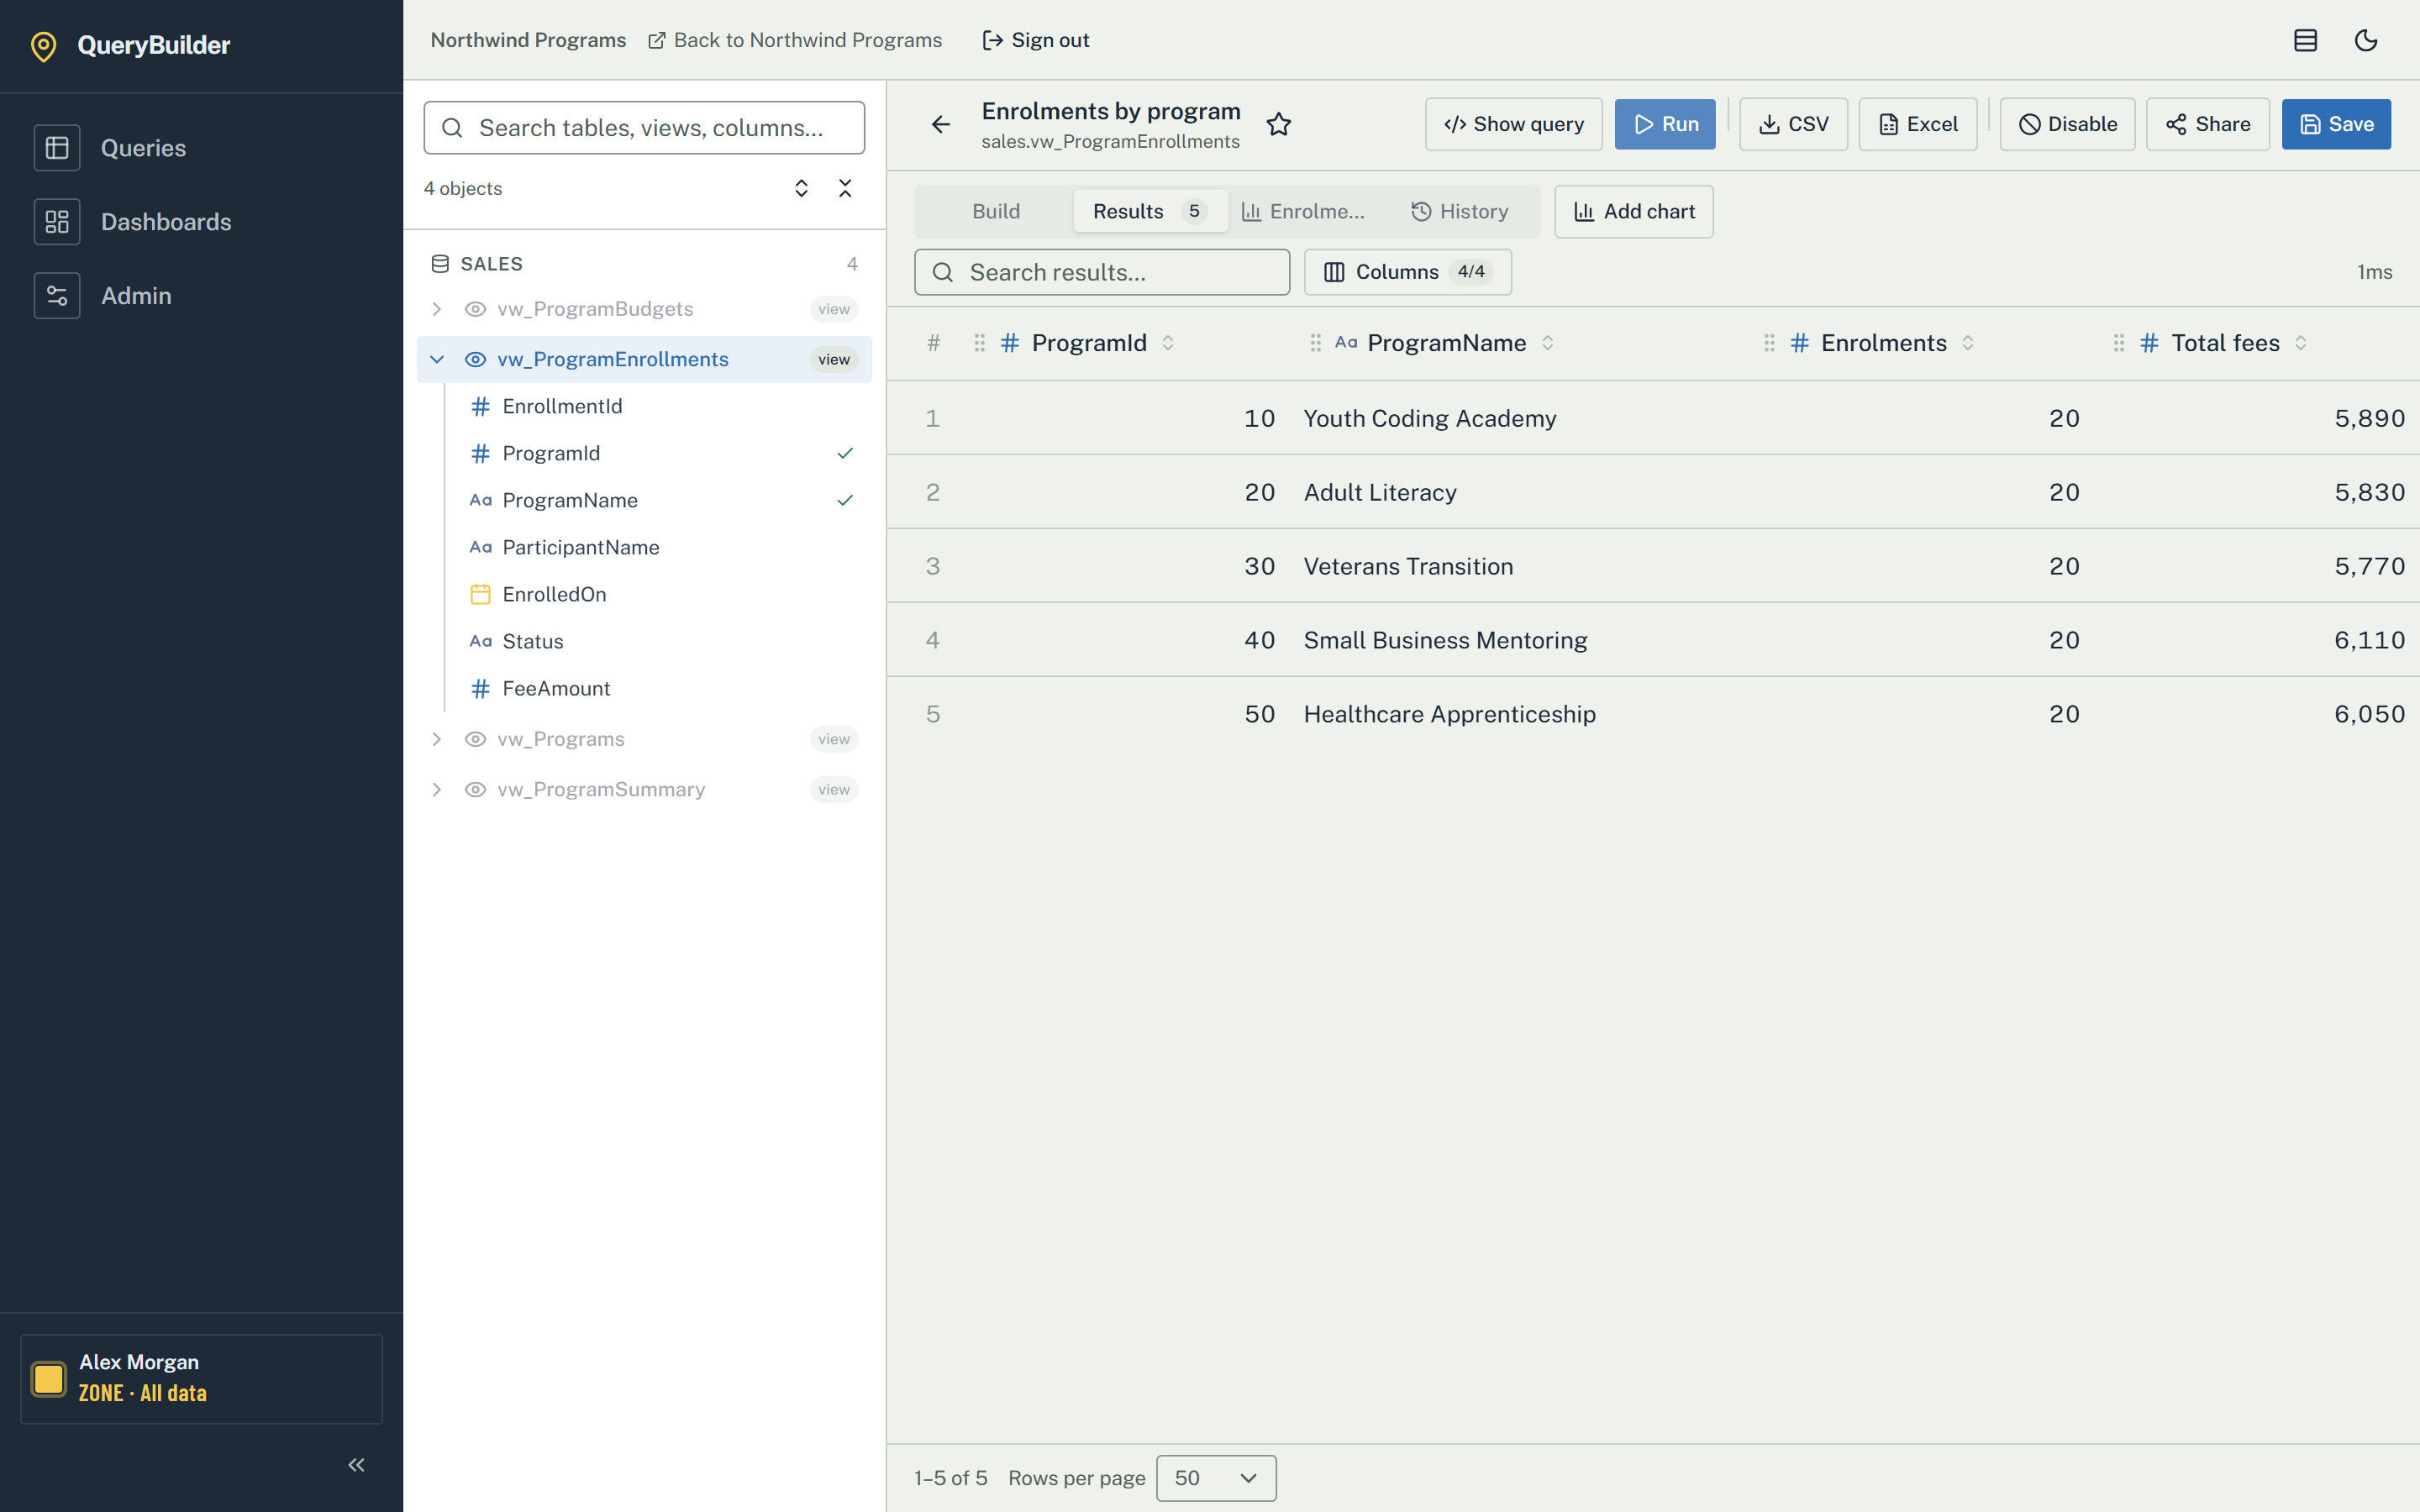 QueryBuilder
Queries
Dashboards
Admin
Alex Morgan
ZONE · All data
Northwind Programs Back to Northwind Programs Sign out
Search tables, views, columns...
4 objects
SALES 4
vw_ProgramBudgets view
vw_ProgramEnrollments view
# EnrollmentId
# ProgramId
Aa ProgramName
Aa ParticipantName
EnrolledOn
Aa Status
# FeeAmount
vw_Programs view
vw_ProgramSummary view
Enrolments by program
sales.vw_ProgramEnrollments
</> Show query Run CSV Excel Disable Share Save
Build Results 5 Enrolme... History Add chart
Search results... Columns 4/4 1ms
# # ProgramId Aa ProgramName # Enrolments # Total fees
1 10 Youth Coding Academy 20 5,890
2 20 Adult Literacy 20 5,830
3 30 Veterans Transition 20 5,770
4 40 Small Business Mentoring 20 6,110
5 50 Healthcare Apprenticeship 20 6,050
1–5 of 5 Rows per page 50